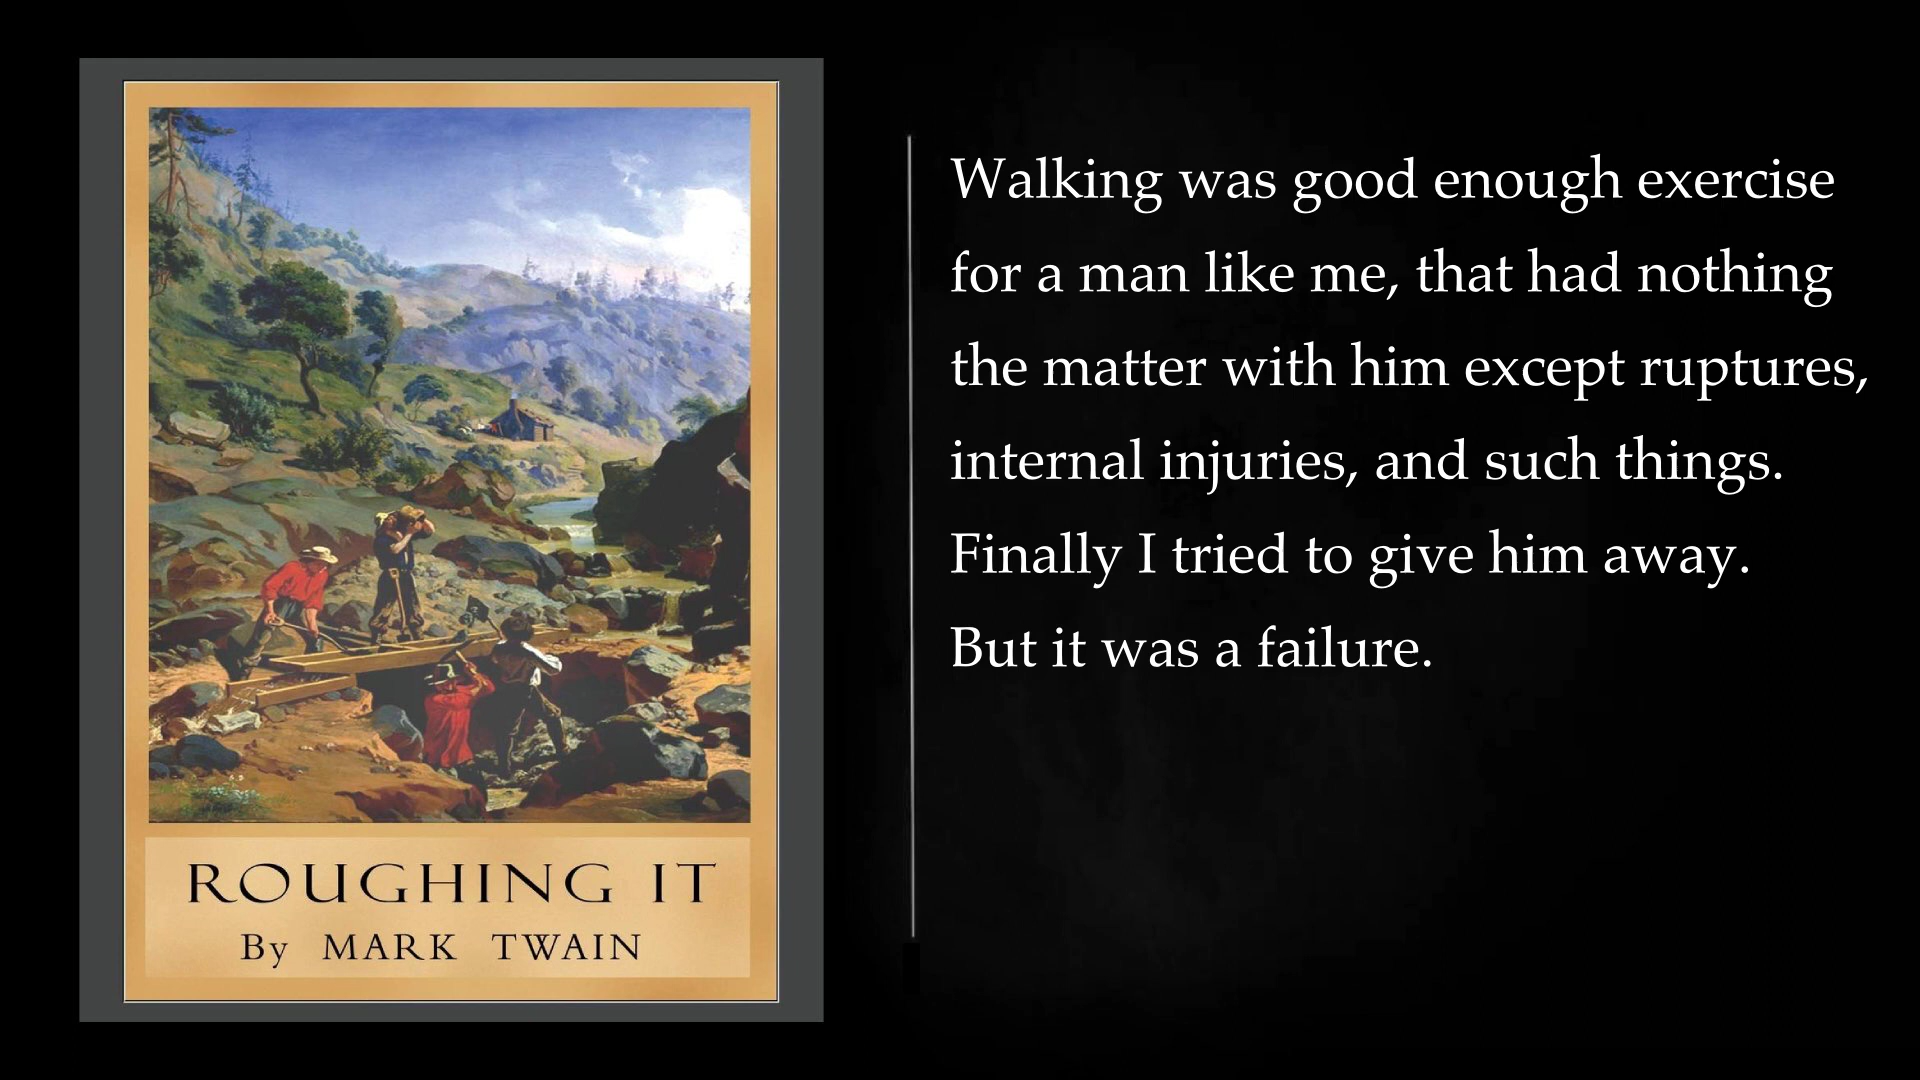 ROUGHING IT
By MARK TWAIN
Walking was good enough exercise
for a man like me, that had nothing
the matter with him except ruptures,
internal injuries, and such things.
Finally I tried to give him away.
But it was a failure.